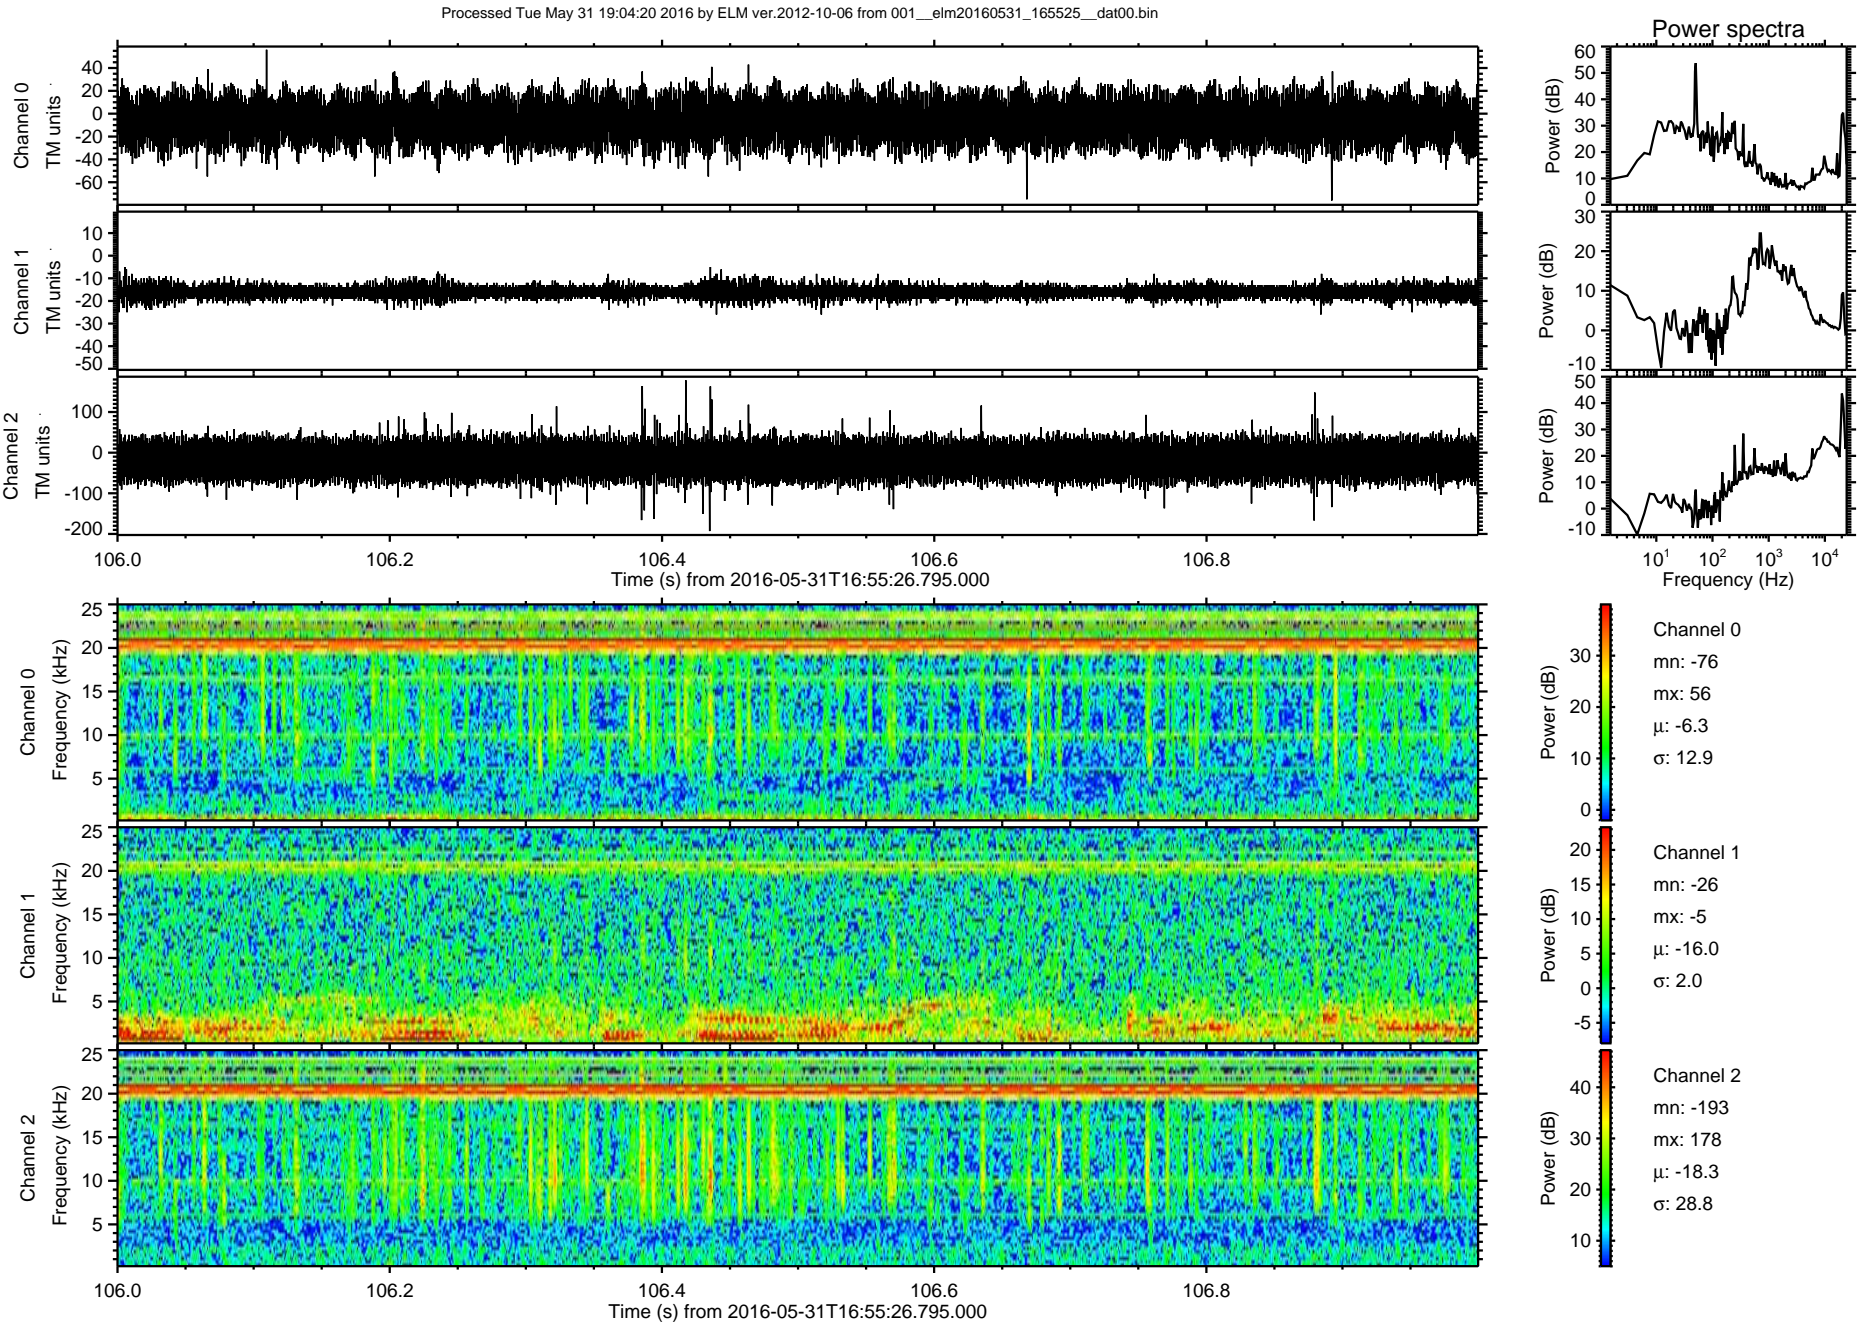 Processed Tue May 31 19:04:20 2016 by ELM ver.2012-10-06 from 001__elm20160531_165525__dat00.bin
Power spectra
Channel 0
TM units
40
20
0
-20
-40
-60
Power (dB)
60
50
40
30
20
10
0
Channel 1
TM units
10
0
-10
-20
-30
-40
-50
Power (dB)
30
20
10
0
-10
Channel 2
TM units
100
0
-100
-200
Power (dB)
50
40
30
20
10
0
-10
106.0 106.2 106.4 106.6 106.8
Time (s) from 2016-05-31T16:55:26.795.000
10¹ 10² 10³ 10⁴
Frequency (Hz)
Channel 0
Frequency (kHz)
25
20
15
10
5
Power (dB)
30
20
10
0
Channel 0
mn: -76
mx: 56
μ: -6.3
σ: 12.9
Channel 1
Frequency (kHz)
25
20
15
10
5
Power (dB)
20
15
10
5
0
-5
Channel 1
mn: -26
mx: -5
μ: -16.0
σ: 2.0
Channel 2
Frequency (kHz)
25
20
15
10
5
Power (dB)
40
30
20
10
Channel 2
mn: -193
mx: 178
μ: -18.3
σ: 28.8
106.0 106.2 106.4 106.6 106.8
Time (s) from 2016-05-31T16:55:26.795.000